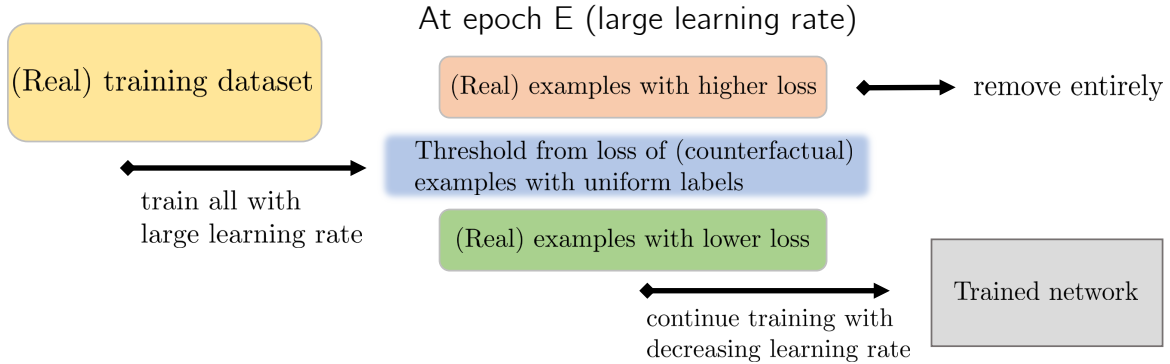 At epoch E (large learning rate)
(Real) training dataset
train all with
large learning rate
(Real) examples with higher loss
remove entirely
Threshold from loss of (counterfactual)
examples with uniform labels
(Real) examples with lower loss
continue training with
decreasing learning rate
Trained network